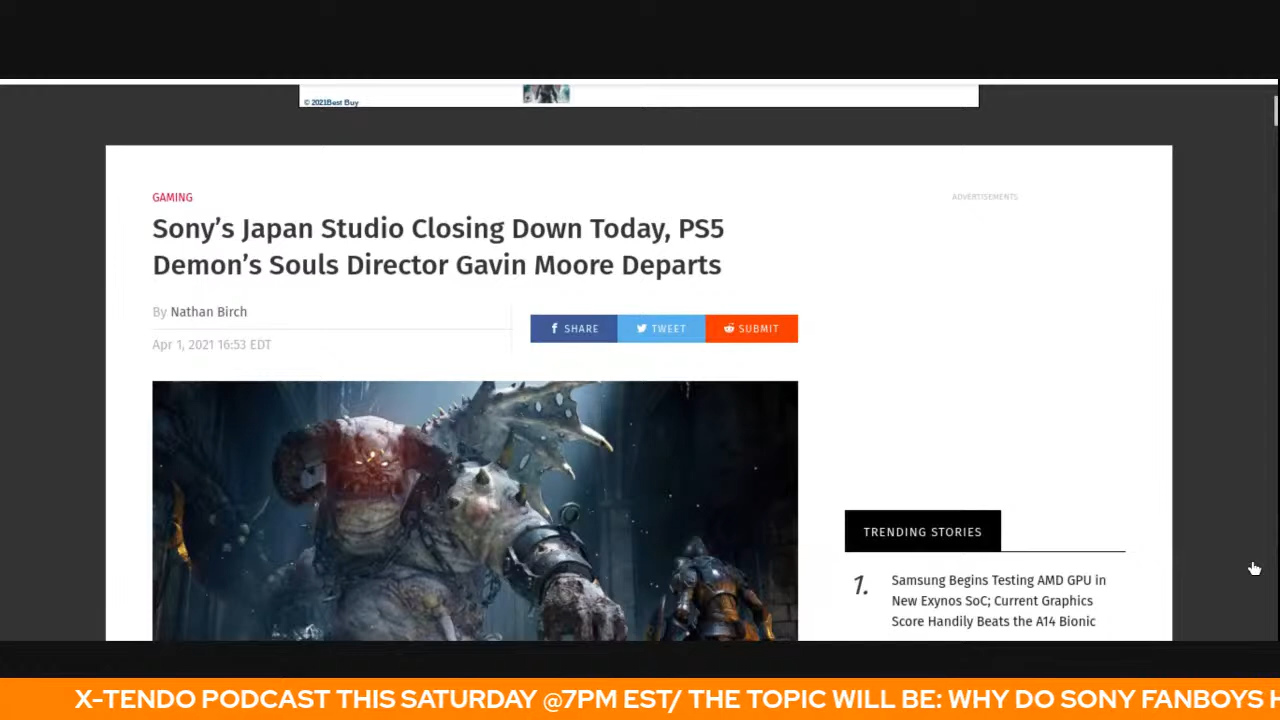 © 2021Best Buy
GAMING
ADVERTISEMENTS
Sony’s Japan Studio Closing Down Today, PS5
Demon’s Souls Director Gavin Moore Departs
By Nathan Birch
SHARE
TWEET
SUBMIT
Apr 1, 2021 16:53 EDT
TRENDING STORIES
1.
Samsung Begins Testing AMD GPU in
New Exynos SoC; Current Graphics
Score Handily Beats the A14 Bionic
X-TENDO PODCAST THIS SATURDAY @7PM EST/ THE TOPIC WILL BE: WHY DO SONY FANBOYS H